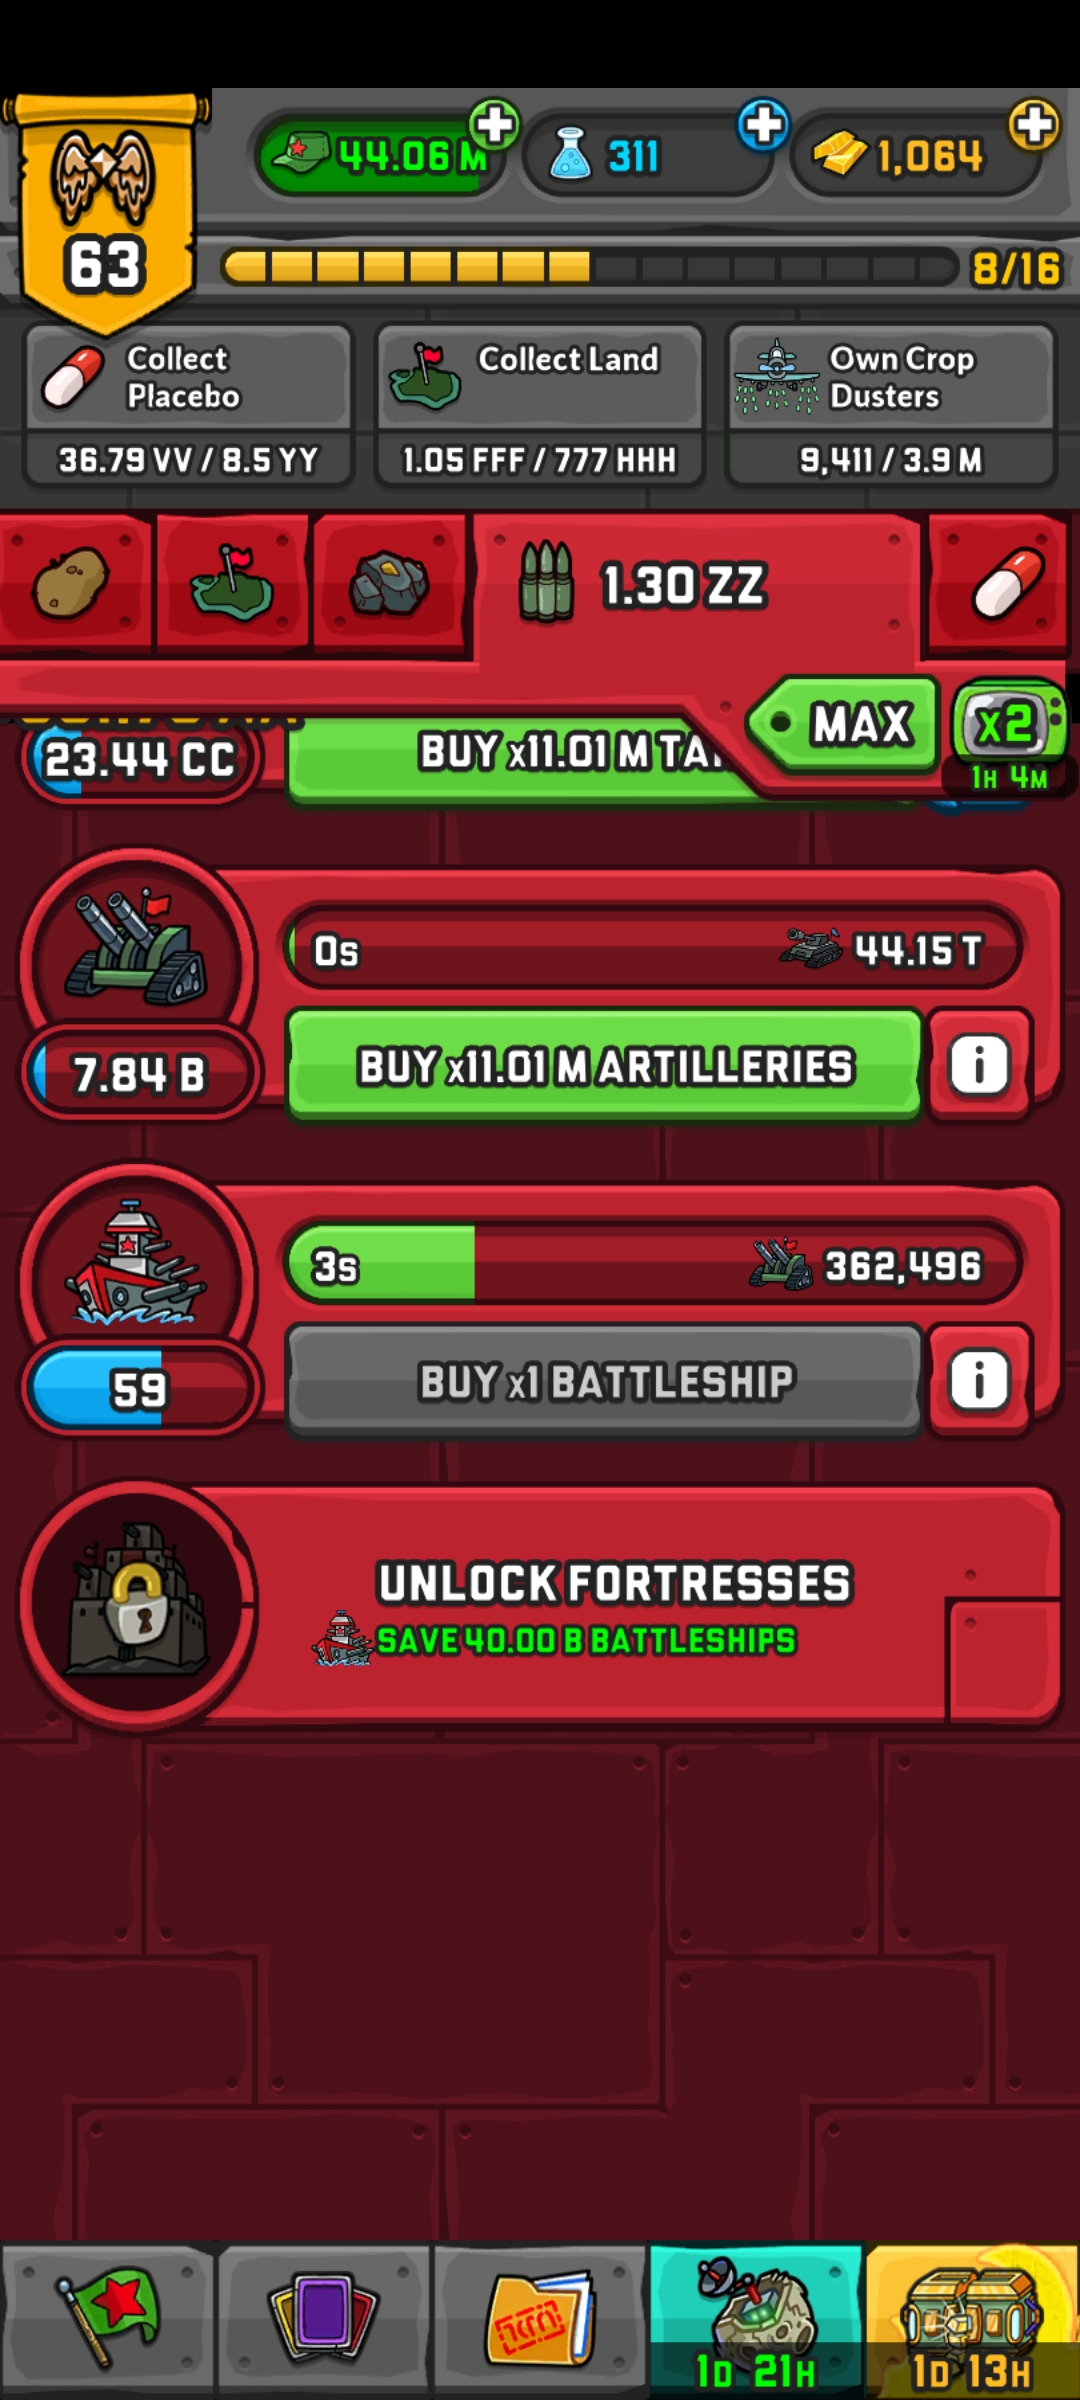 44.06 M
311
1,064
63
8/16
Collect
Placebo
36.79 VV / 8.5 YY
Collect Land
1.05 FFF / 777 HHH
Own Crop
Dusters
9,411 / 3.9 M
1.30 ZZ
MAX
x2
1H 4M
23.44 CC
BUY x11.01 M
0s
44.15 T
7.84 B
BUY x11.01 M ARTILLERIES
i
3s
362,496
59
BUY x1 BATTLESHIP
i
UNLOCK FORTRESSES
SAVE 40.00 B BATTLESHIPS
1D 21H
1D 13H